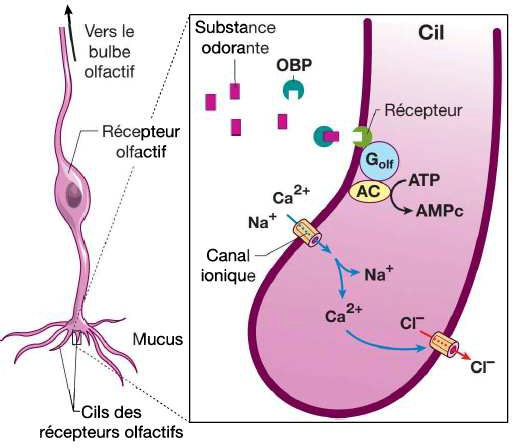 Vers le
bulbe
olfactif
Récepteur
olfactif
Mucus
Cils des
récepteurs olfactifs
Substance
odorante
OBP
Cil
Récepteur
Golf
AC
ATP
AMPc
Ca2+
Na+
Canal
ionique
Na+
Ca2+
Cl−
Cl−